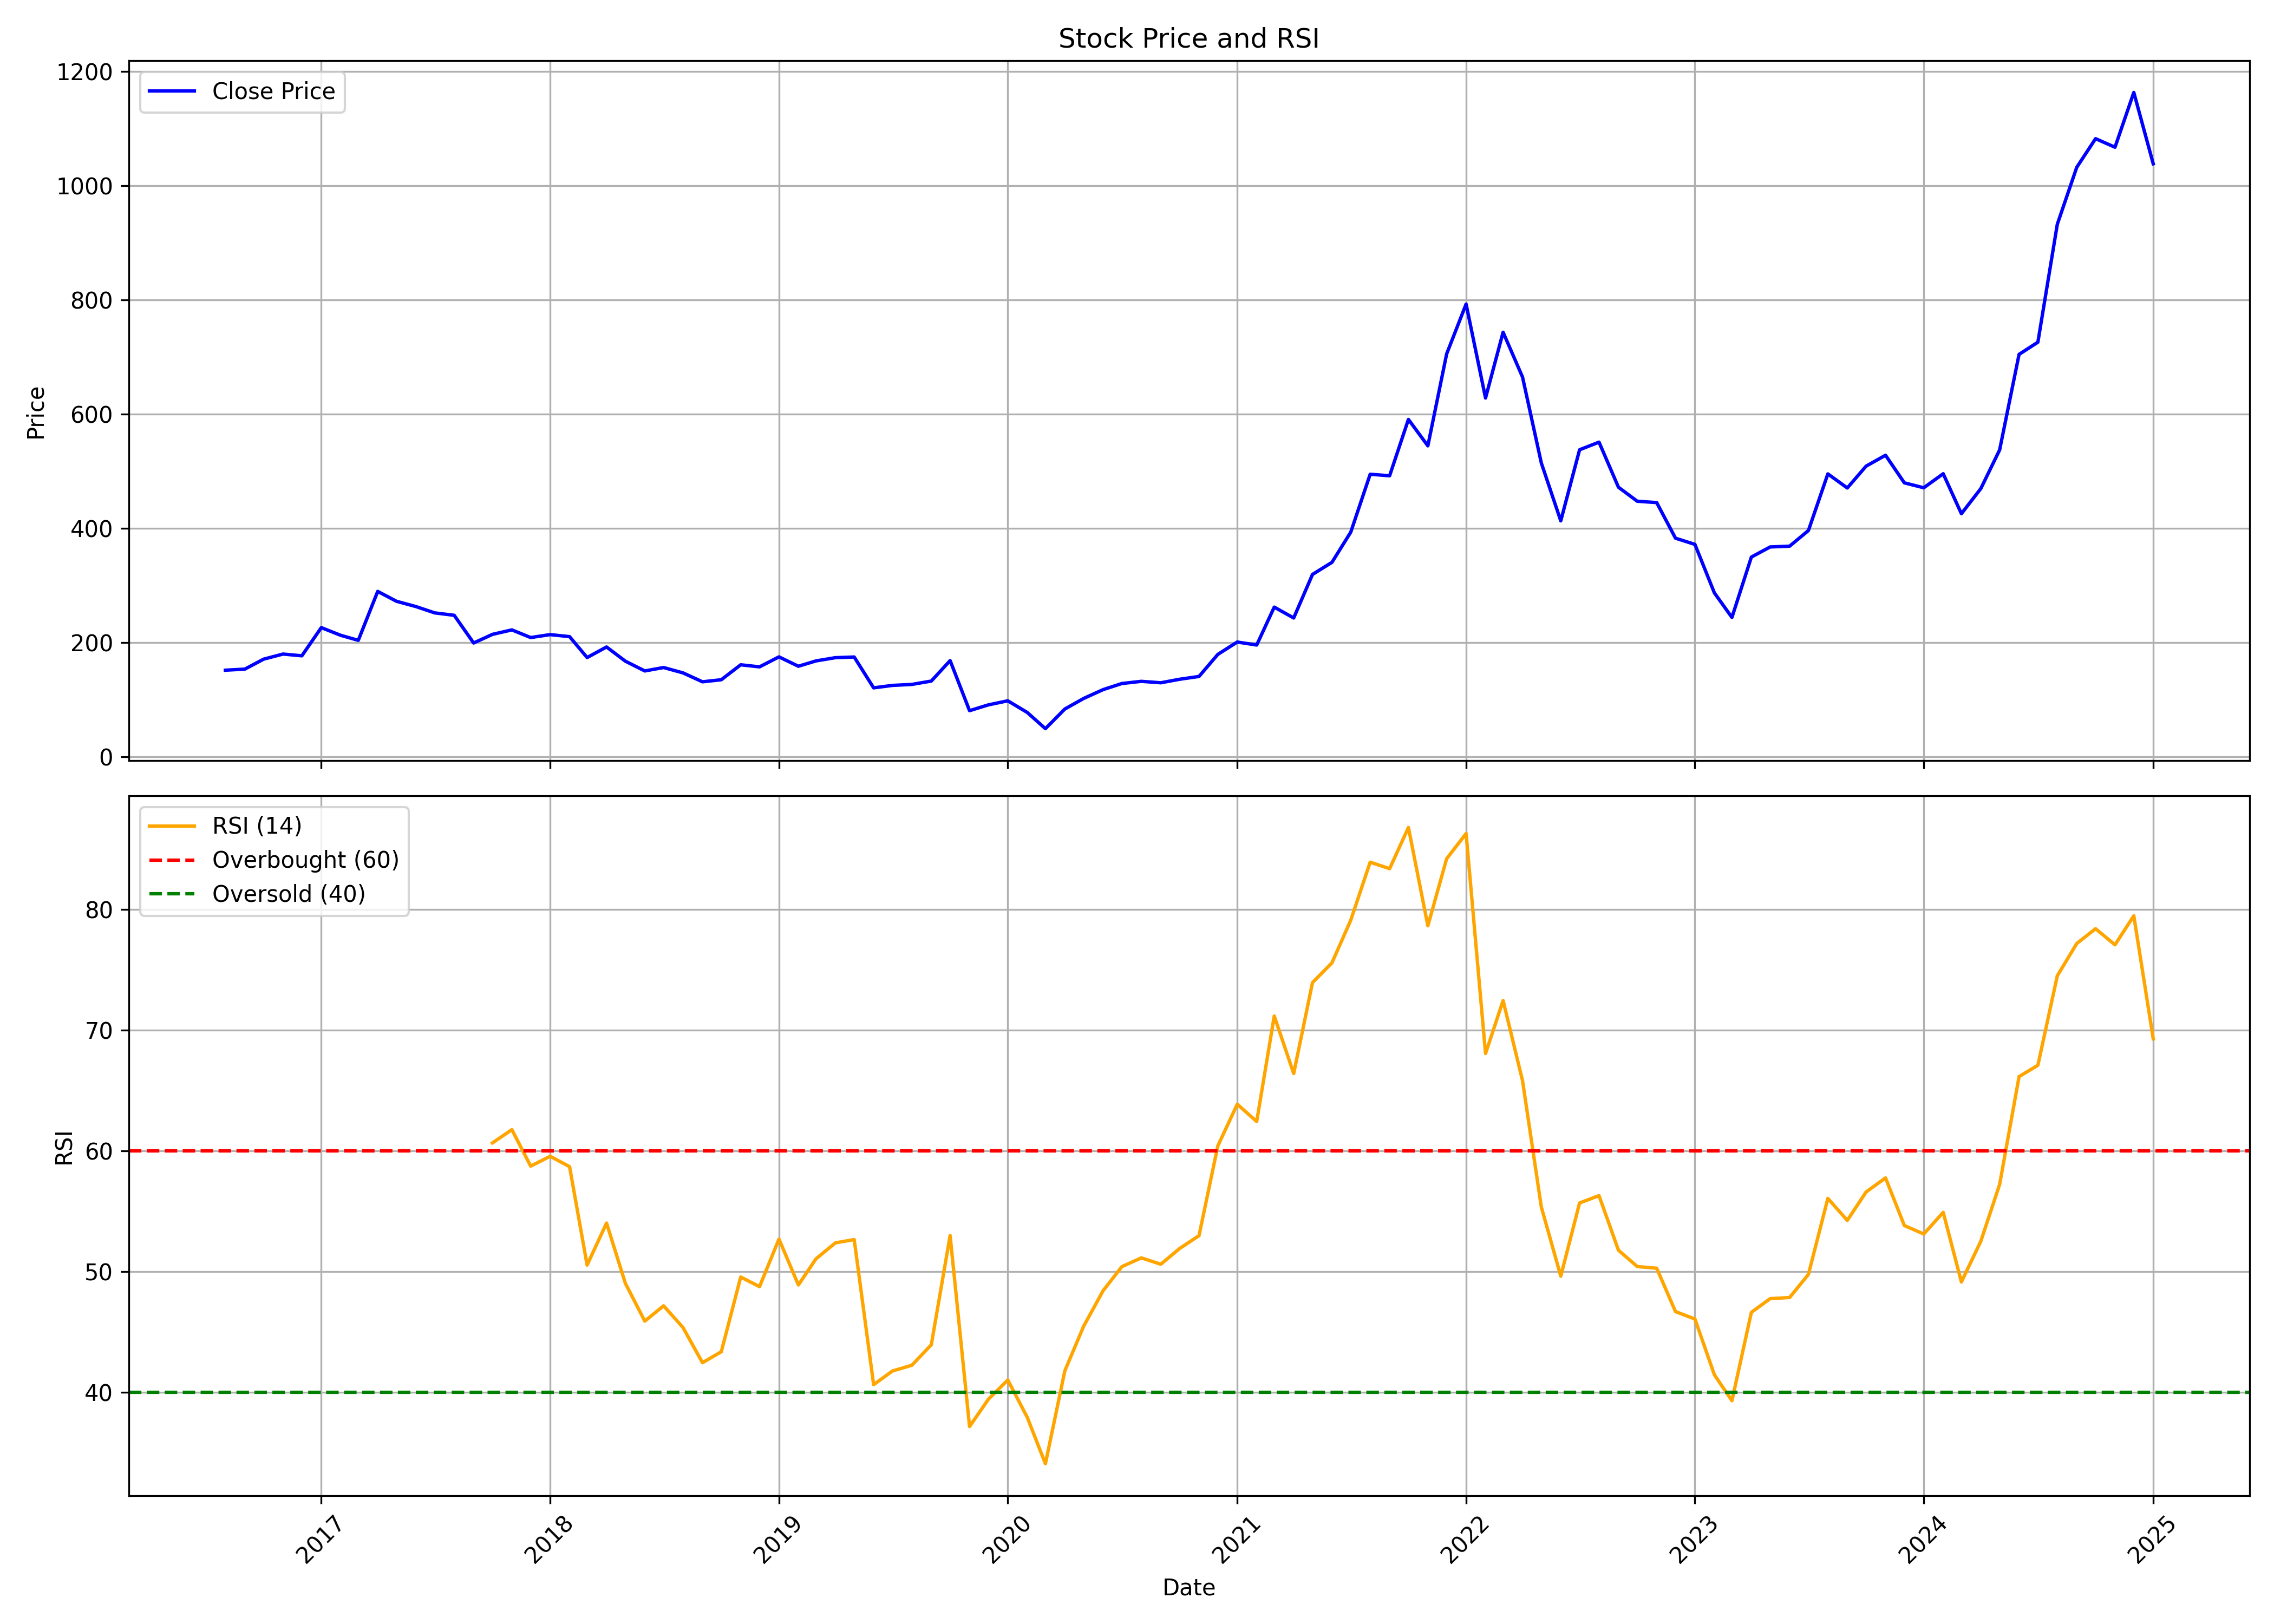 Stock Price and RSI
1200
1000
800
600
400
200
0
Price
Close Price
80
70
60
50
40
RSI
RSI (14)
Overbought (60)
Oversold (40)
2017
2018
2019
2020
2021
2022
2023
2024
2025
Date